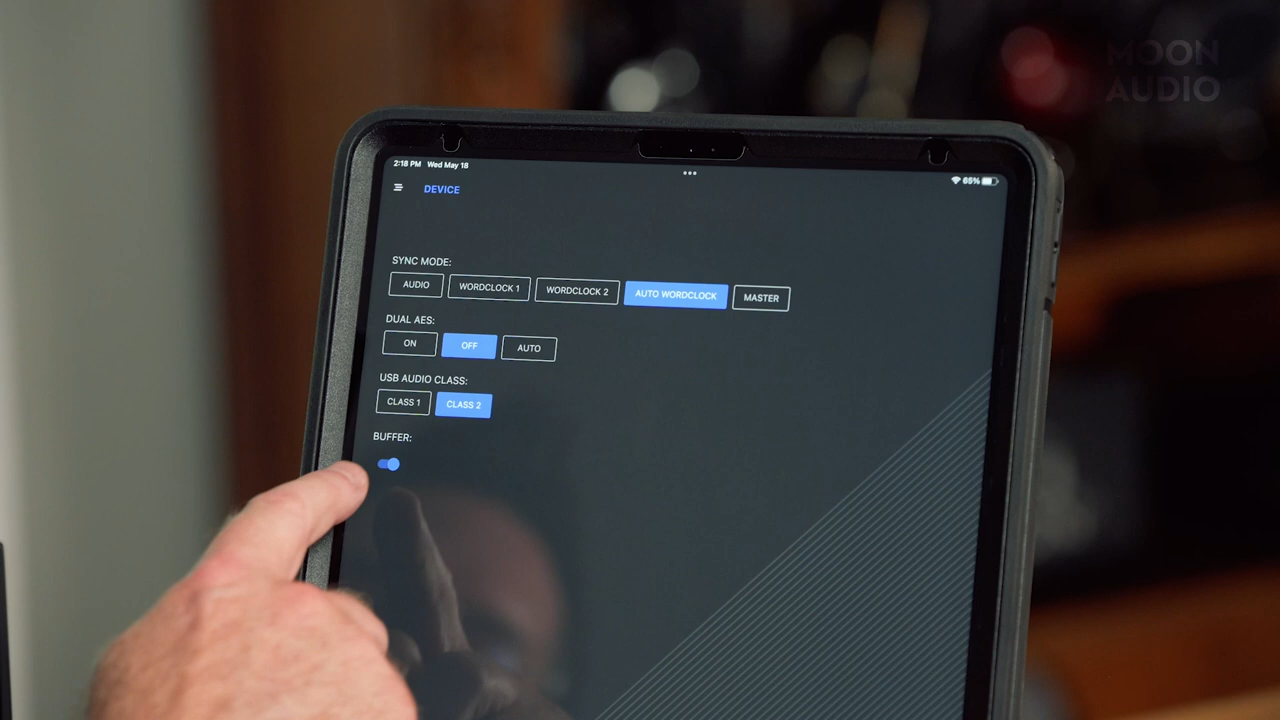 MOON
AUDIO
2:18 PM Wed May 18
65%
DEVICE
SYNC MODE:
AUDIO WORDCLOCK 1 WORDCLOCK 2 AUTO WORDCLOCK MASTER
DUAL AES:
ON OFF AUTO
USB AUDIO CLASS:
CLASS 1 CLASS 2
BUFFER: